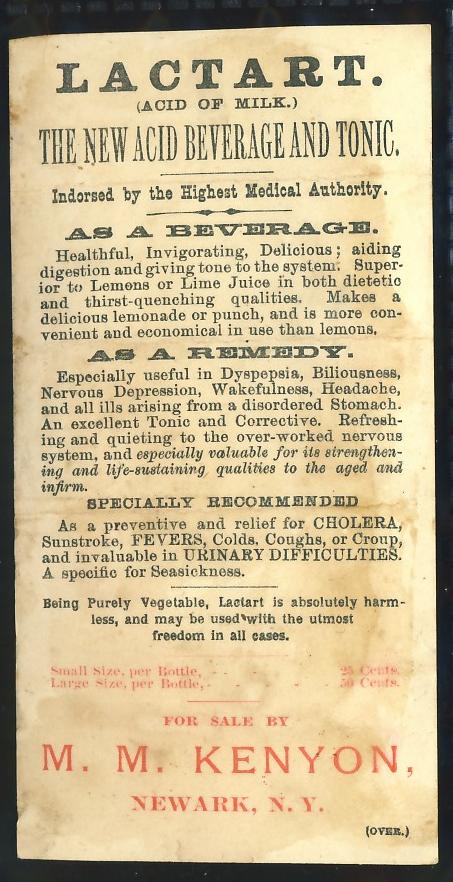 LACTART.
(ACID OF MILK.)
THE NEW ACID BEVERAGE AND TONIC.
Indorsed by the Highest Medical Authority.
AS A BEVERAGE.
Healthful, Invigorating, Delicious; aiding
digestion and giving tone to the system. Super-
ior to Lemons or Lime Juice in both dietetic
and thirst-quenching qualities. Makes a
delicious lemonade or punch, and is more con-
venient and economical in use than lemons.
AS A REMEDY.
Especially useful in Dyspepsia, Biliousness,
Nervous Depression, Wakefulness, Headache,
and all ills arising from a disordered Stomach.
An excellent Tonic and Corrective. Refresh-
ing and quieting to the over-worked nervous
system, and especially valuable for its strengthen-
ing and life-sustaining qualities to the aged and
infirm.
SPECIALLY RECOMMENDED
As a preventive and relief for CHOLERA,
Sunstroke, FEVERS, Colds, Coughs, or Croup,
and invaluable in URINARY DIFFICULTIES.
A specific for Seasickness.
Being Purely Vegetable, Lactart is absolutely harm-
less, and may be used with the utmost
freedom in all cases.
Small Size, per Bottle, - - - 25 Cents.
Large Size, per Bottle, - - - 50 Cents.
FOR SALE BY
M. M. KENYON,
NEWARK, N. Y.
(OVER.)